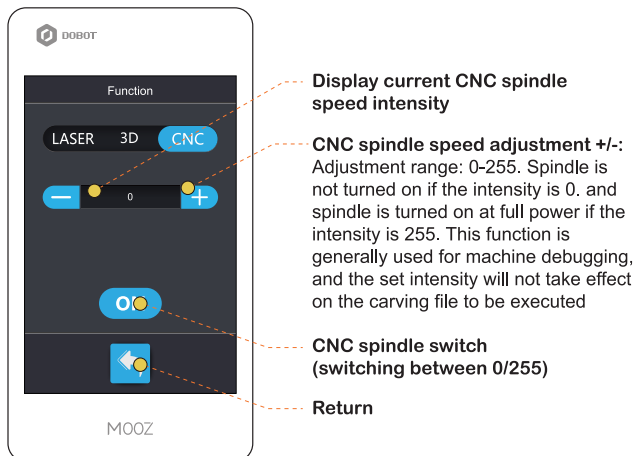 DOBOT
Function
LASER 3D CNC
0
MOOZ
Display current CNC spindle
speed intensity
CNC spindle speed adjustment +/-:
Adjustment range: 0-255. Spindle is
not turned on if the intensity is 0. and
spindle is turned on at full power if the
intensity is 255. This function is
generally used for machine debugging,
and the set intensity will not take effect
on the carving file to be executed
CNC spindle switch
(switching between 0/255)
Return